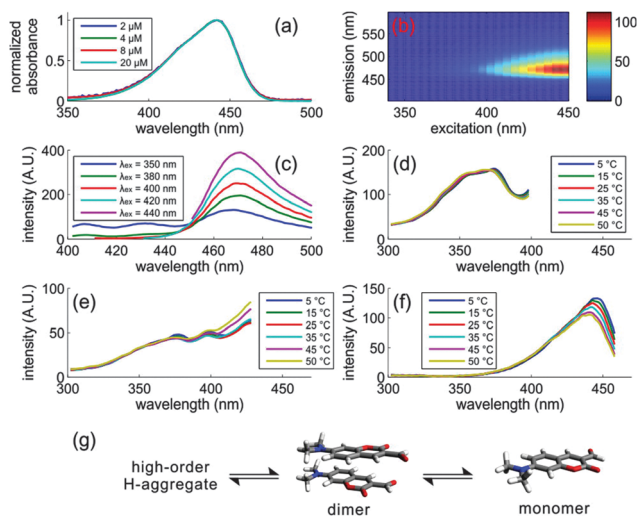 normalized
absorbance
1
0.5
0
350 400 450 500
wavelength (nm)
2 µM
4 µM
8 µM
20 µM
(a)
emission (nm)
550
500
450
350 400 450
excitation (nm)
(b)
100
50
0
intensity (A.U.)
400
200
0
400 420 440 460 480 500
wavelength (nm)
λex = 350 nm
λex = 380 nm
λex = 400 nm
λex = 420 nm
λex = 440 nm
(c)
intensity (A.U.)
200
100
0
300 350 400 450
wavelength (nm)
(d)
5 °C
15 °C
25 °C
35 °C
45 °C
50 °C
intensity (A.U.)
100
50
0
300 350 400 450
wavelength (nm)
(e)
5 °C
15 °C
25 °C
35 °C
45 °C
50 °C
intensity (A.U.)
150
100
50
0
300 350 400 450
wavelength (nm)
(f)
5 °C
15 °C
25 °C
35 °C
45 °C
50 °C
(g)
high-order
H-aggregate
dimer
monomer